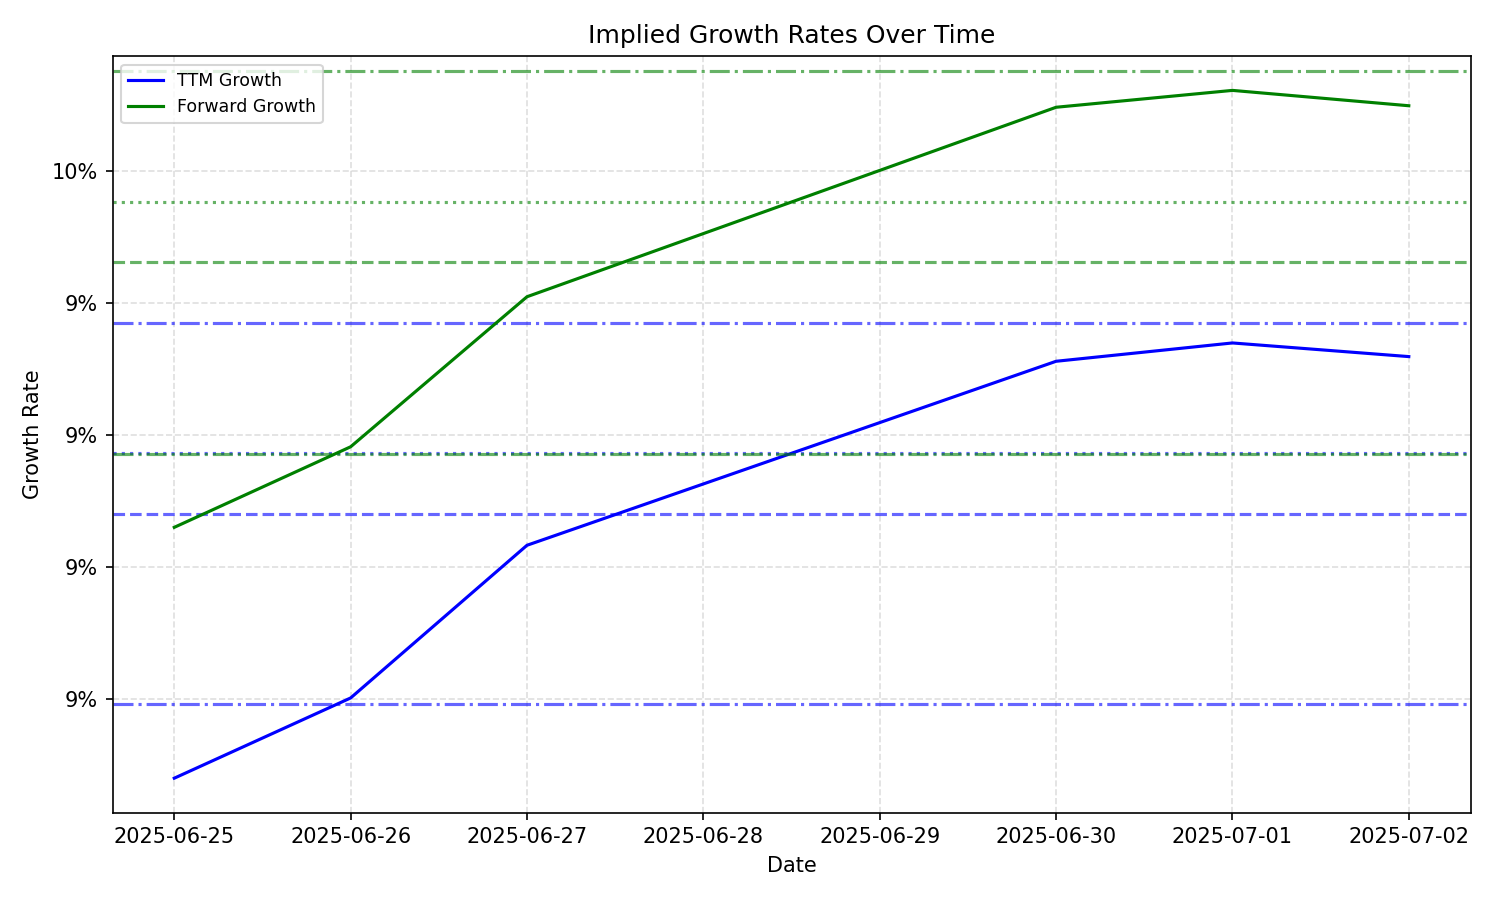 Implied Growth Rates Over Time
TTM Growth
Forward Growth
10%
9%
9%
9%
9%
Growth Rate
2025-06-25
2025-06-26
2025-06-27
2025-06-28
2025-06-29
2025-06-30
2025-07-01
2025-07-02
Date